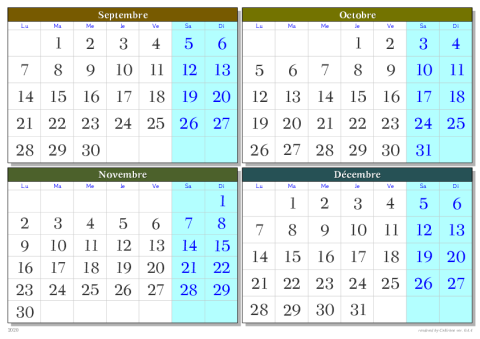 Septembre
Lu Ma Me Je Ve Sa Di
1 2 3 4 5 6
7 8 9 10 11 12 13
14 15 16 17 18 19 20
21 22 23 24 25 26 27
28 29 30
Octobre
Lu Ma Me Je Ve Sa Di
1 2 3 4
5 6 7 8 9 10 11
12 13 14 15 16 17 18
19 20 21 22 23 24 25
26 27 28 29 30 31
Novembre
Lu Ma Me Je Ve Sa Di
1
2 3 4 5 6 7 8
9 10 11 12 13 14 15
16 17 18 19 20 21 22
23 24 25 26 27 28 29
30
Décembre
Lu Ma Me Je Ve Sa Di
1 2 3 4 5 6
7 8 9 10 11 12 13
14 15 16 17 18 19 20
21 22 23 24 25 26 27
28 29 30 31
created by